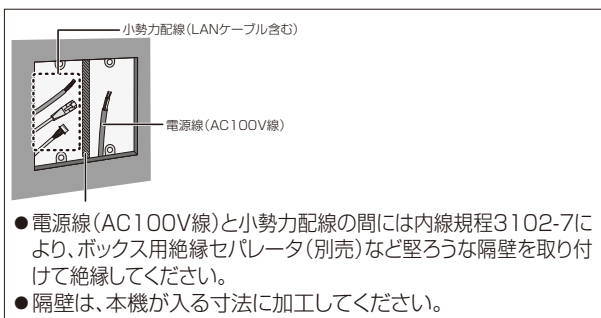 小勢力配線（LANケーブル含む）
電源線（AC100V線）
●電源線（AC100V線）と小勢力配線の間には内線規程3102-7に
より、ボックス用絶縁セパレータ（別売）など堅ろうな隔壁を取り付
けて絶縁してください。
●隔壁は、本機が入る寸法に加工してください。